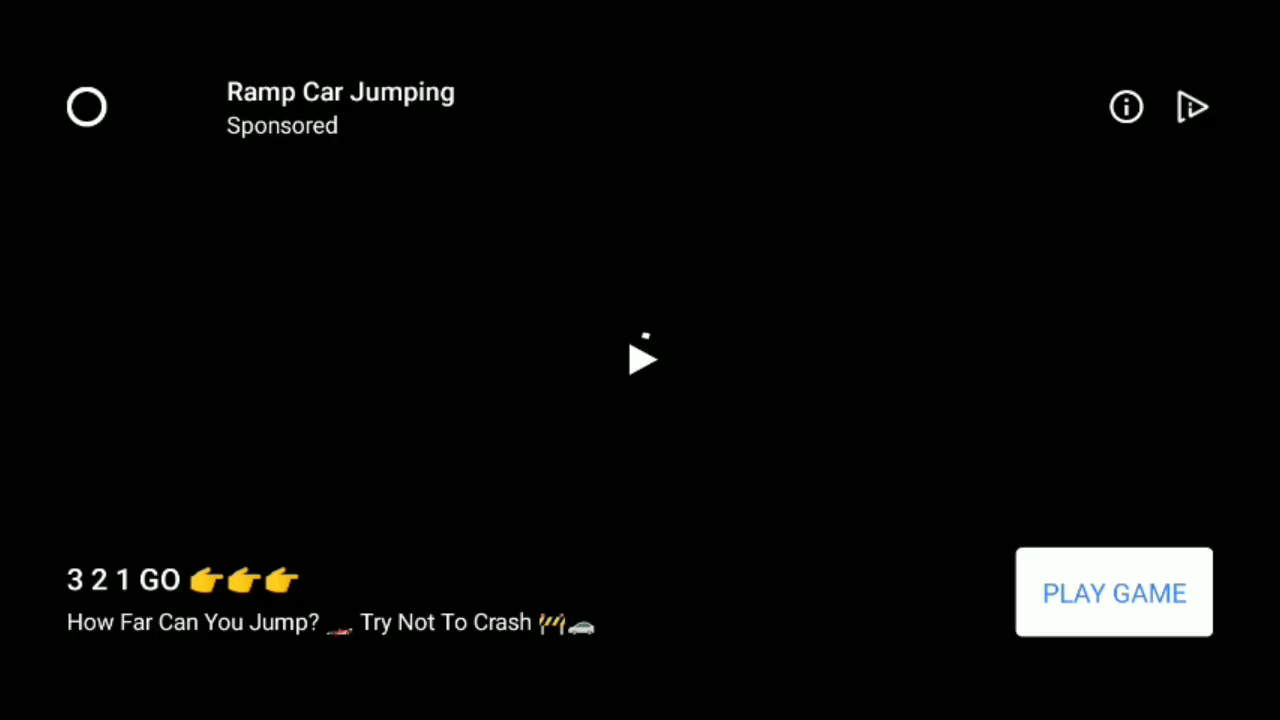 Ramp Car Jumping
Sponsored
3 2 1 GO 👉👉👉
How Far Can You Jump? 🏎️ Try Not To Crash 🚧🚗
PLAY GAME